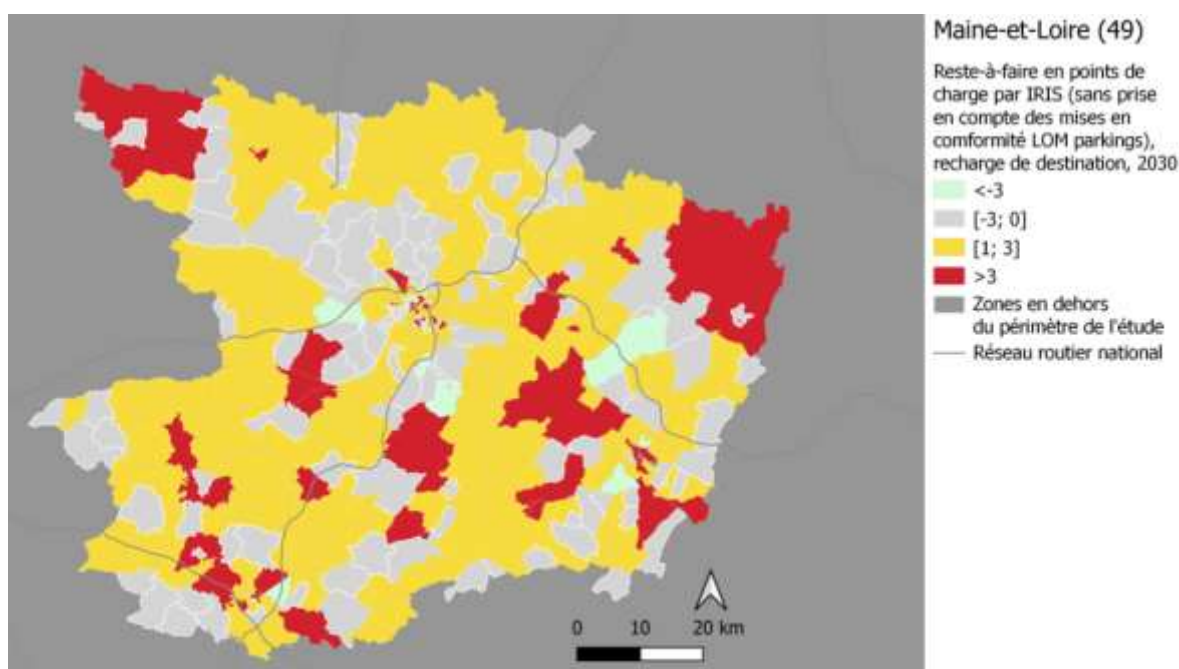 Maine-et-Loire (49)
Reste-à-faire en points de
charge par IRIS (sans prise
en compte des mises en
comformité LOM parkings),
recharge de destination, 2030
<-3
[-3; 0]
[1; 3]
>3
Zones en dehors
du périmètre de l'étude
Réseau routier national
0 10 20 km